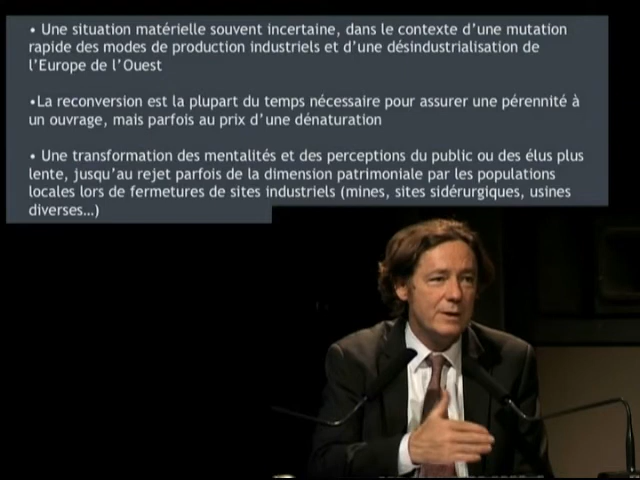 • Une situation matérielle souvent incertaine, dans le contexte d’une mutation
rapide des modes de production industriels et d’une désindustrialisation de
l’Europe de l’Ouest
•La reconversion est la plupart du temps nécessaire pour assurer une pérennité à
un ouvrage, mais parfois au prix d’une dénaturation
• Une transformation des mentalités et des perceptions du public ou des élus plus
lente, jusqu’au rejet parfois de la dimension patrimoniale par les populations
locales lors de fermetures de sites industriels (mines, sites sidérurgiques, usines
diverses…)